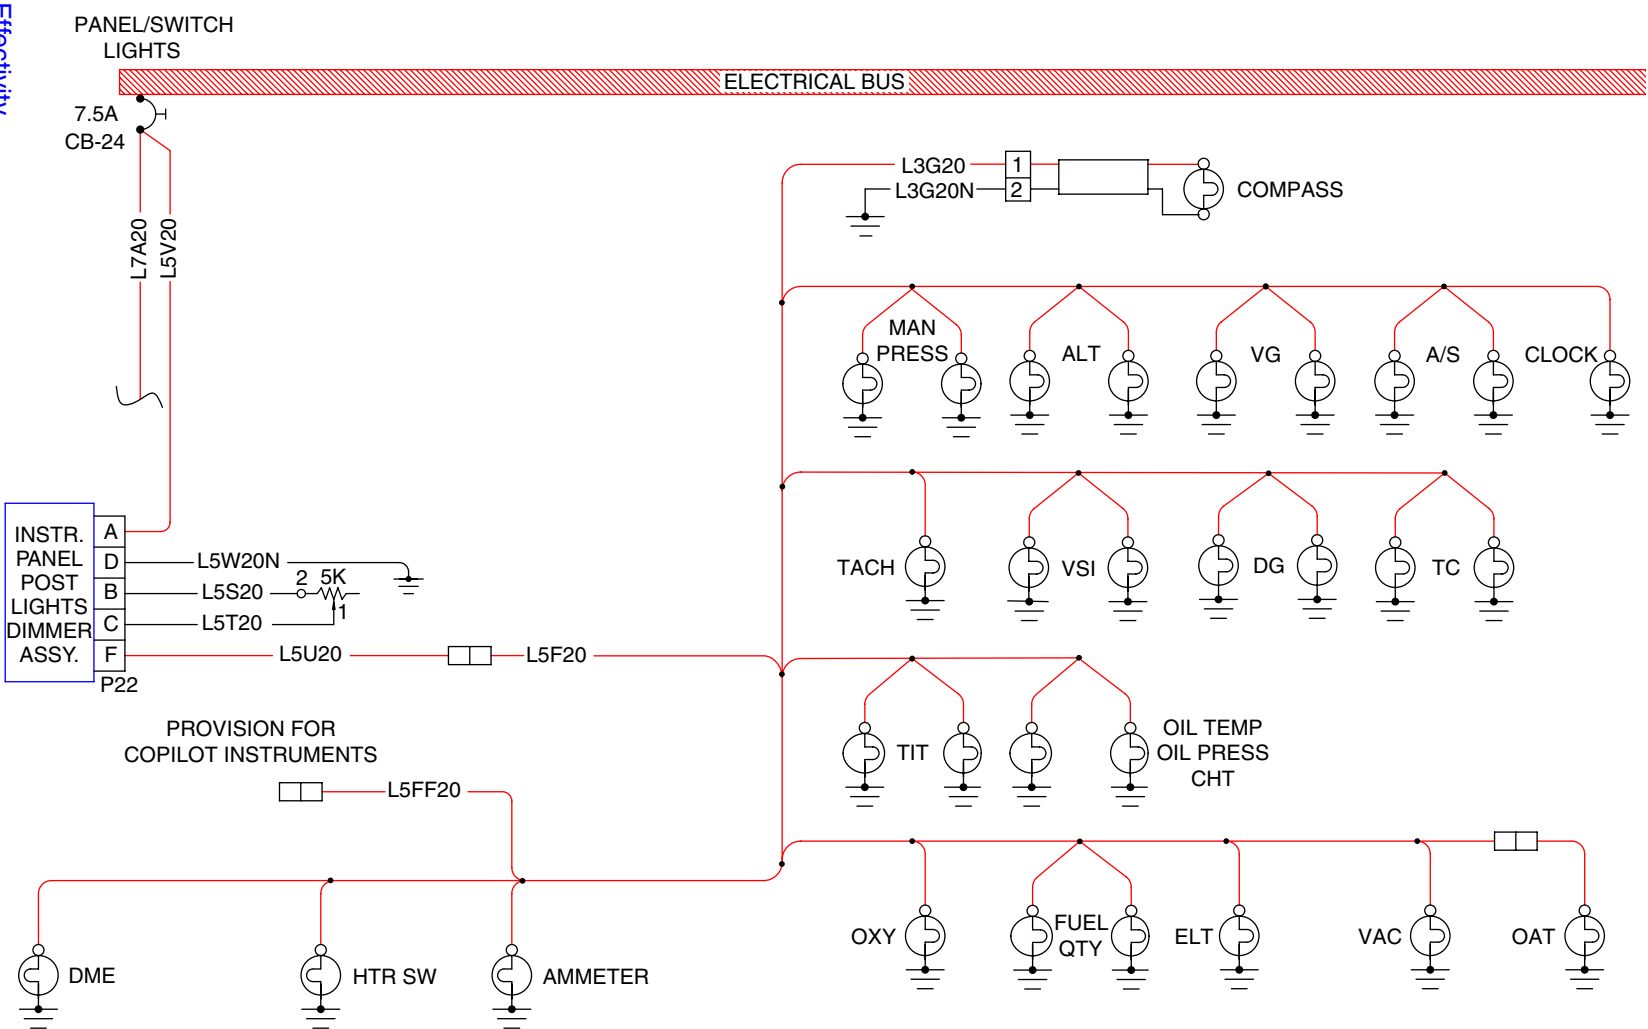 Effectivity
PANEL/SWITCH
LIGHTS
ELECTRICAL BUS
7.5A
CB-24
L7A20
L5V20
L3G20
1
L3G20N
2
COMPASS
MAN
PRESS
ALT
VG
A/S
CLOCK
INSTR.
PANEL
POST
LIGHTS
DIMMER
ASSY.
A
D
B
C
F
P22
L5W20N
L5S20
2
5K
1
L5T20
L5U20
L5F20
TACH
VSI
DG
TC
TIT
OIL TEMP
OIL PRESS
CHT
PROVISION FOR
COPILOT INSTRUMENTS
L5FF20
OXY
FUEL
QTY
ELT
VAC
OAT
DME
HTR SW
AMMETER